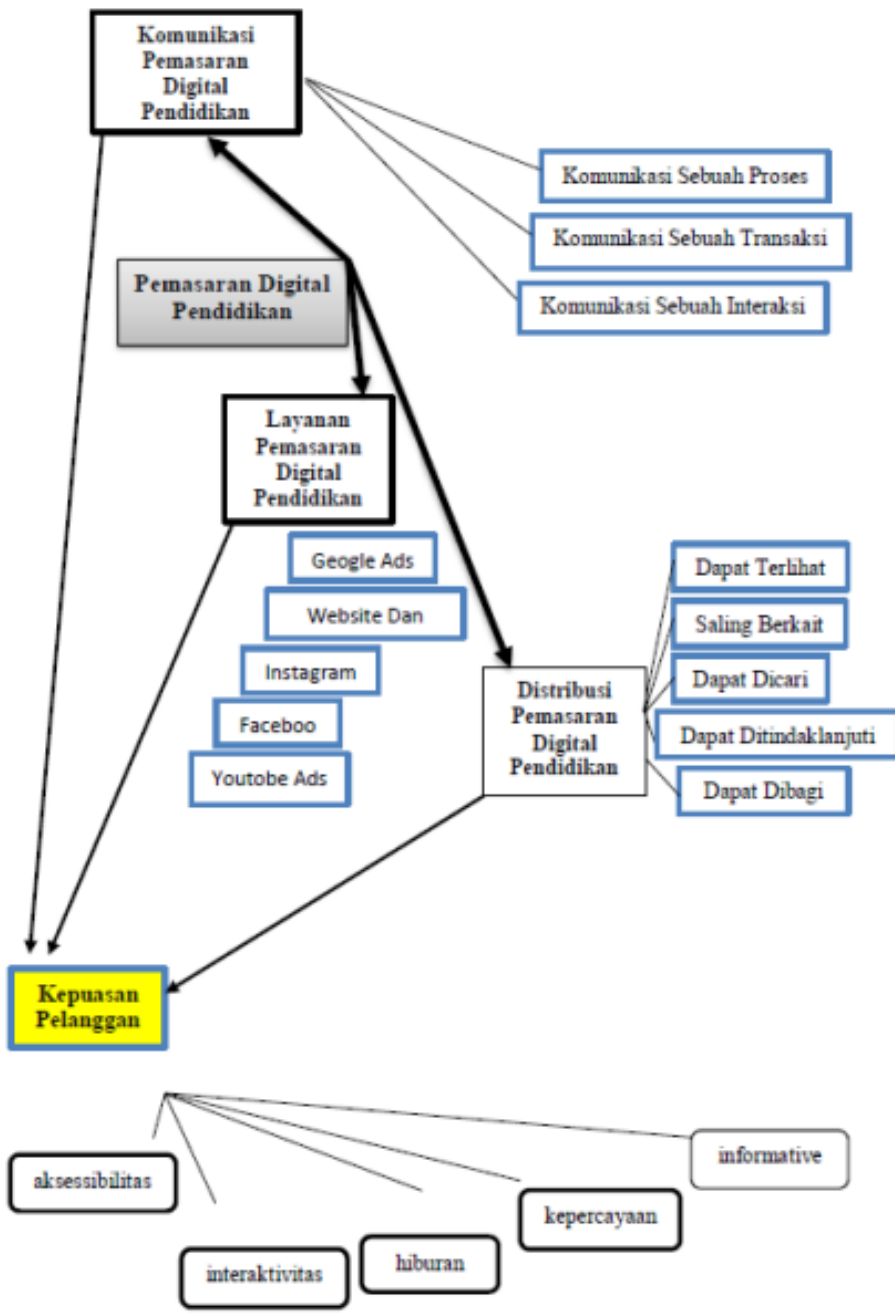 Komunikasi
Pemasaran
Digital
Pendidikan
Komunikasi Sebuah Proses
Komunikasi Sebuah Transaksi
Komunikasi Sebuah Interaksi
Pemasaran Digital
Pendidikan
Layanan
Pemasaran
Digital
Pendidikan
Geogle Ads
Website Dan
Instagram
Faceboo
Youtobe Ads
Distribusi
Pemasaran
Digital
Pendidikan
Dapat Terlihat
Saling Berkait
Dapat Dicari
Dapat Ditindaklanjuti
Dapat Dibagi
Kepuasan
Pelanggan
aksessibilitas
interaktivitas
hiburan
kepercayaan
informative